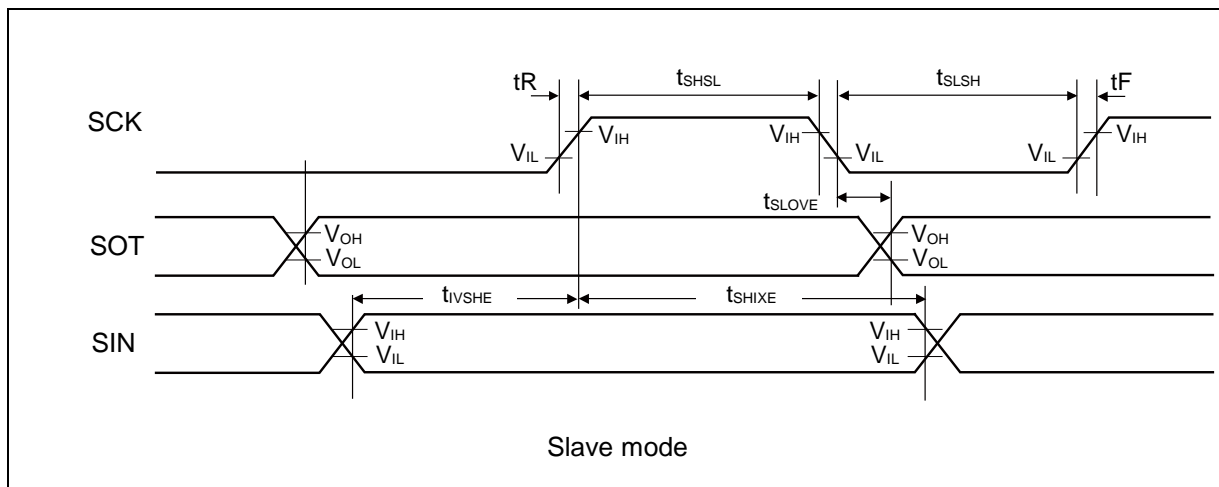 tR tSHSL tSLSH tF
SCK VIH VIH VIH
VIL VIL VIL
tSLOVE
SOT VOH VOH
VOL VOL
tIVSHE tSHIXE
SIN VIH VIH
VIL VIL
Slave mode